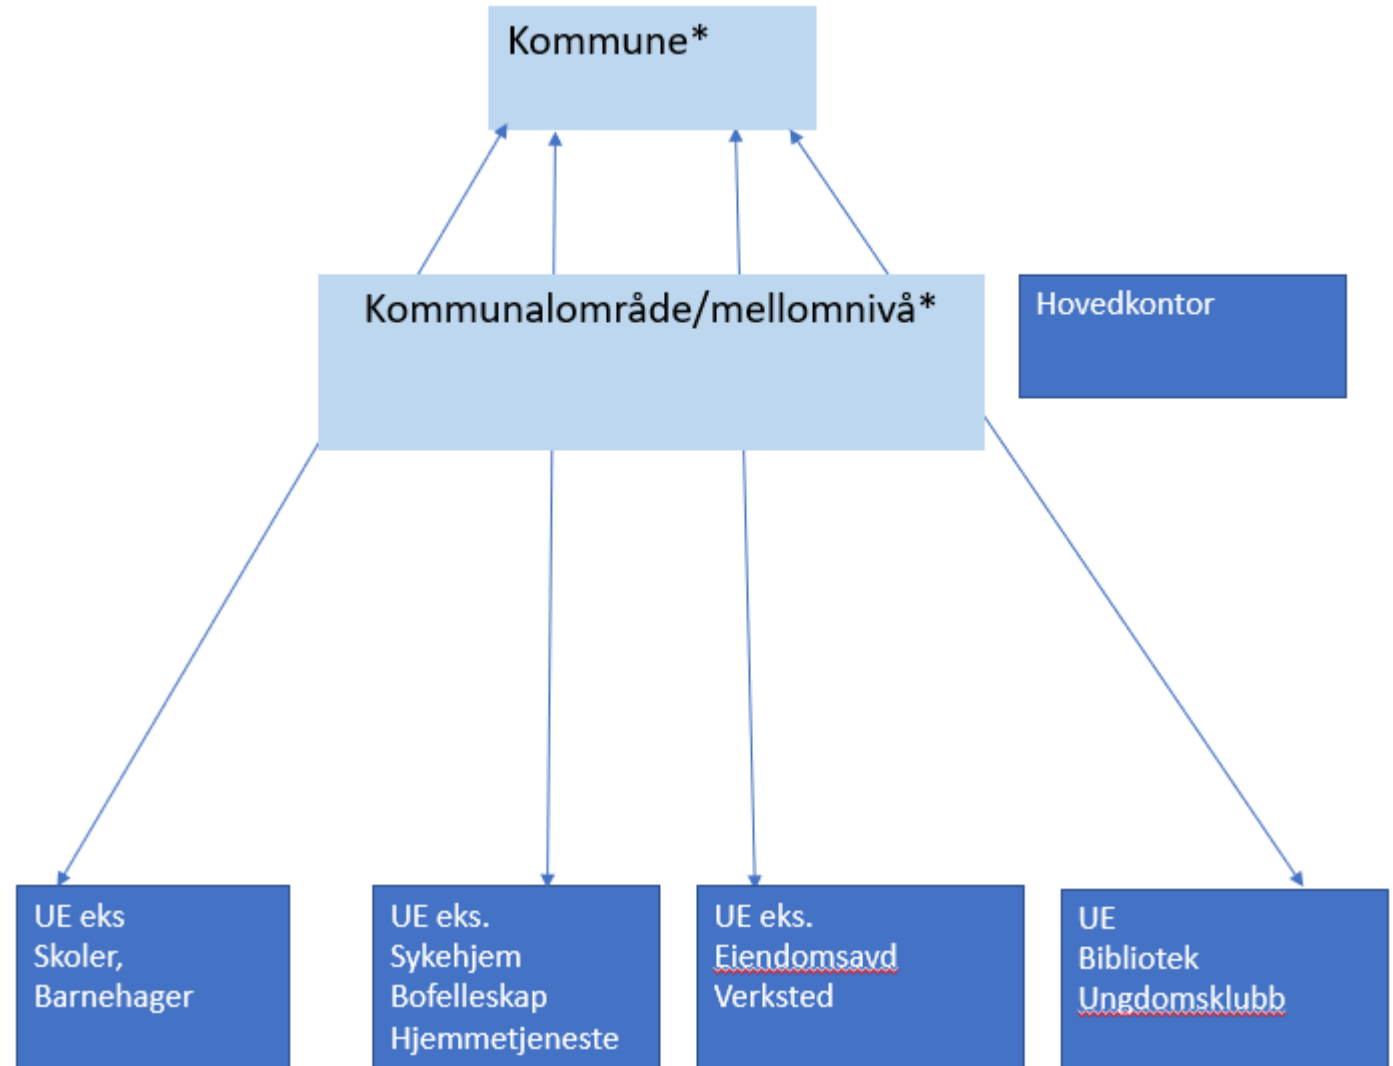 Kommune*
Kommunalområde/mellomnivå*
Hovedkontor
UE eks
Skoler,
Barnehager
UE eks.
Sykehjem
Bofelleskap
Hjemmetjeneste
UE eks.
Eiendomsavd
Verksted
UE
Bibliotek
Ungdomsklubb